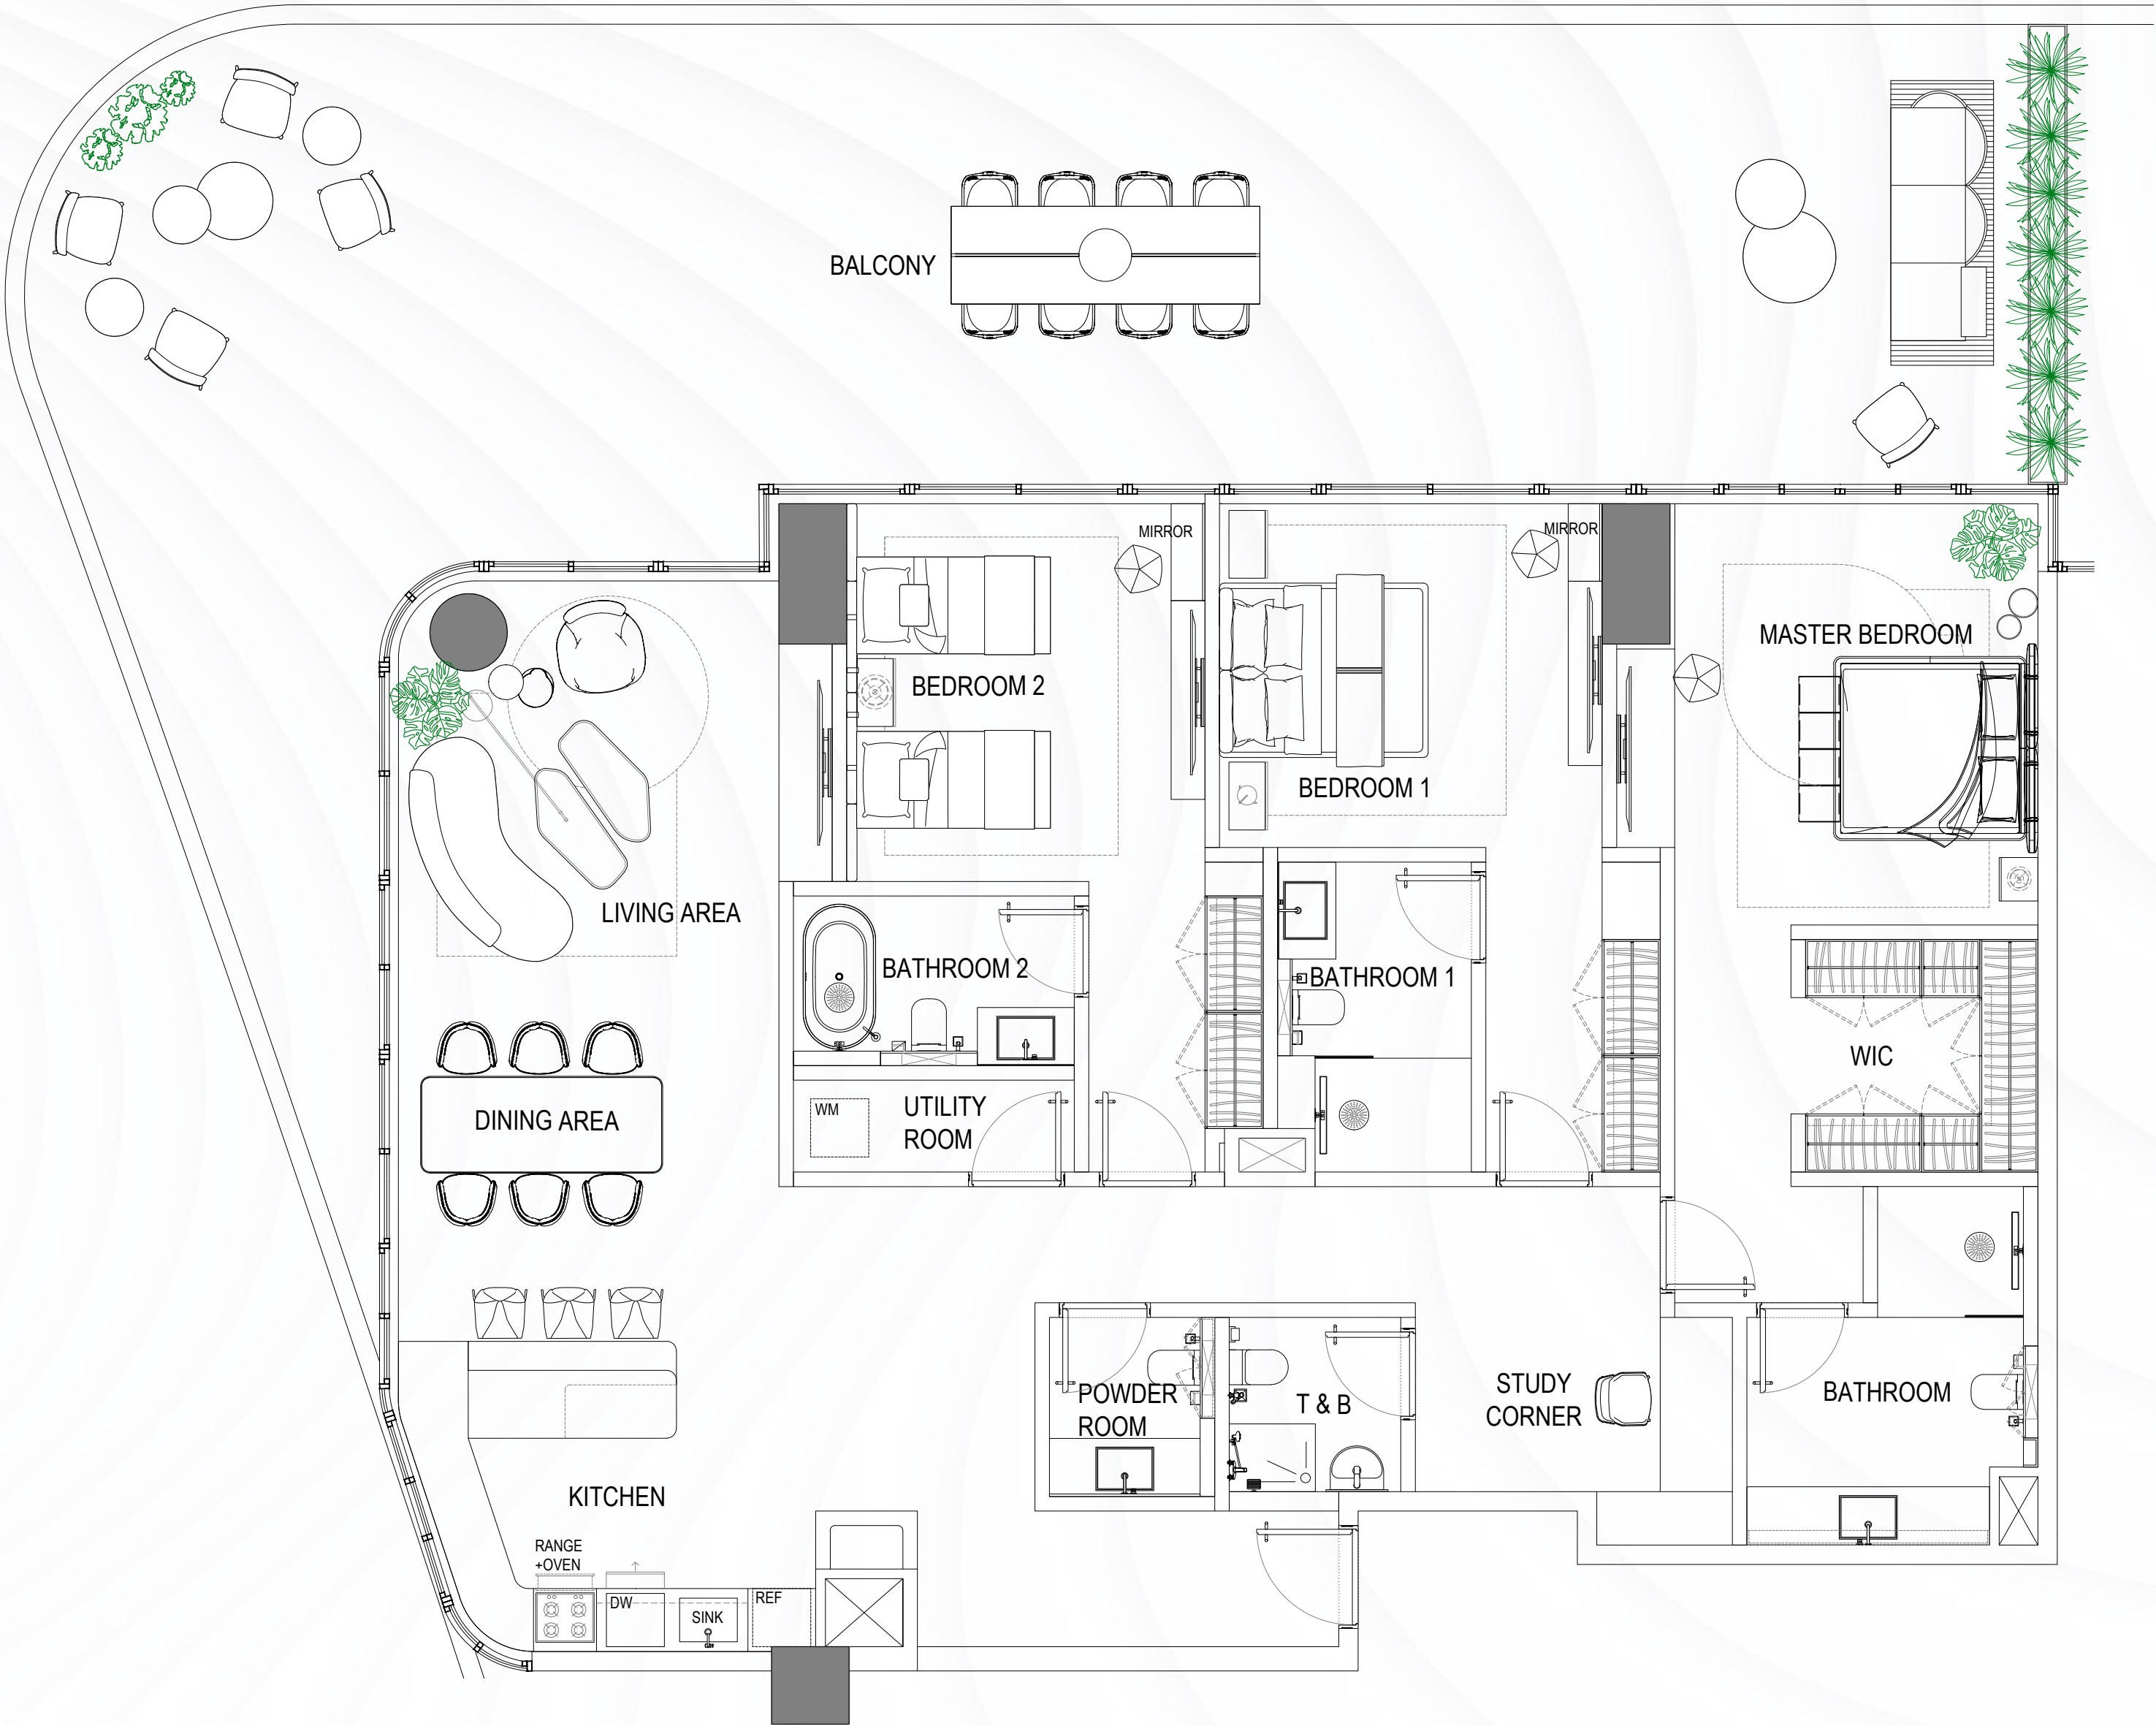 BALCONY
MIRROR
MIRROR
MASTER BEDROOM
BEDROOM 2
BEDROOM 1
LIVING AREA
BATHROOM 2
BATHROOM 1
WIC
WM
UTILITY
ROOM
DINING AREA
STUDY
CORNER
POWDER
ROOM
T & B
BATHROOM
KITCHEN
RANGE
+OVEN
DW
SINK
REF